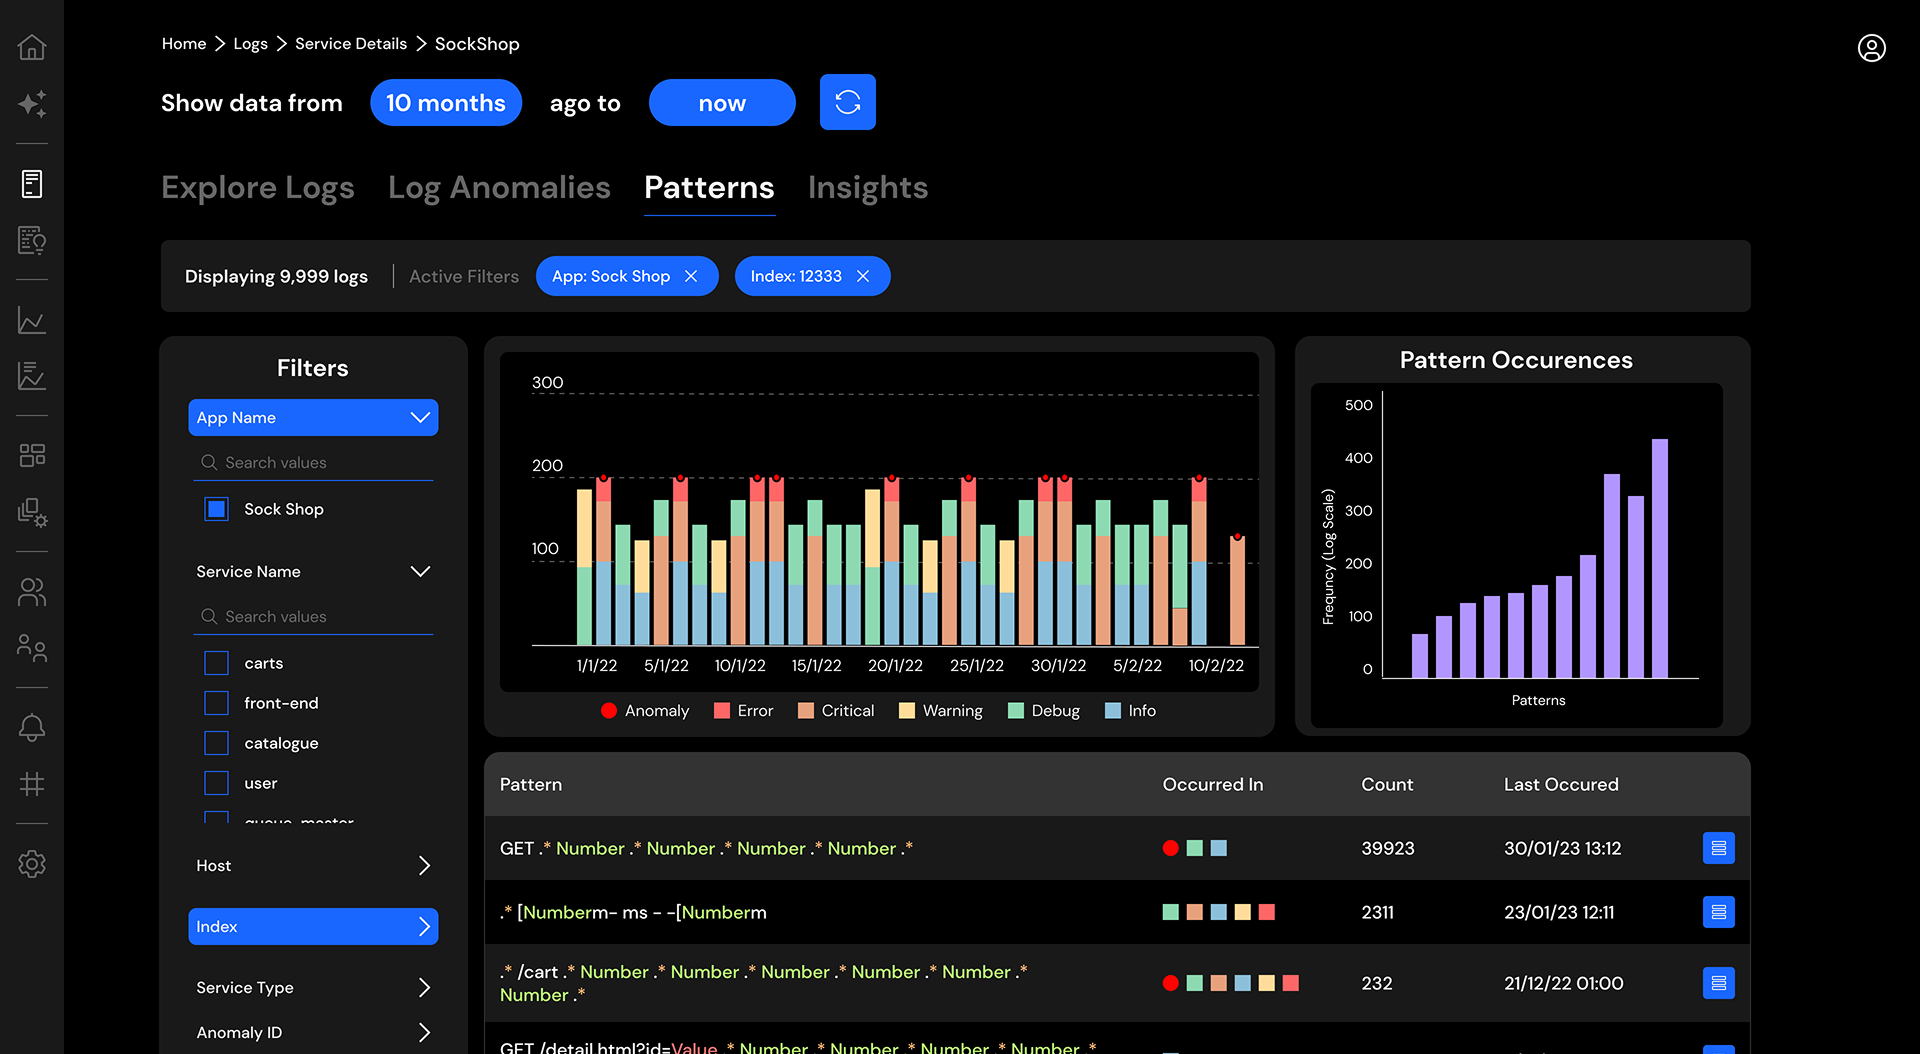 Home > Logs > Service Details > SockShop
Show data from 10 months ago to now
Explore Logs Log Anomalies Patterns Insights
Displaying 9,999 logs | Active Filters App: Sock Shop Index: 12333
Filters
App Name
Search values
Sock Shop
Service Name
Search values
carts
front-end
catalogue
user
queue-master
Host
Index
Service Type
Anomaly ID
300
200
100
1/1/22 5/1/22 10/1/22 15/1/22 20/1/22 25/1/22 30/1/22 5/2/22 10/2/22
Anomaly Error Critical Warning Debug Info
Pattern Occurences
500
400
300
200
100
0
Frequncy (Log Scale)
Patterns
Pattern Occurred In Count Last Occured
GET .* Number .* Number .* Number .* Number .* 39923 30/01/23 13:12
.* [Numberm- ms - -[Numberm 2311 23/01/23 12:11
.* /cart .* Number .* Number .* Number .* Number .* Number .* 232 21/12/22 01:00
Number .*
GET /detail.html?id=Value .* Number .* Number .* Number .* Number .*